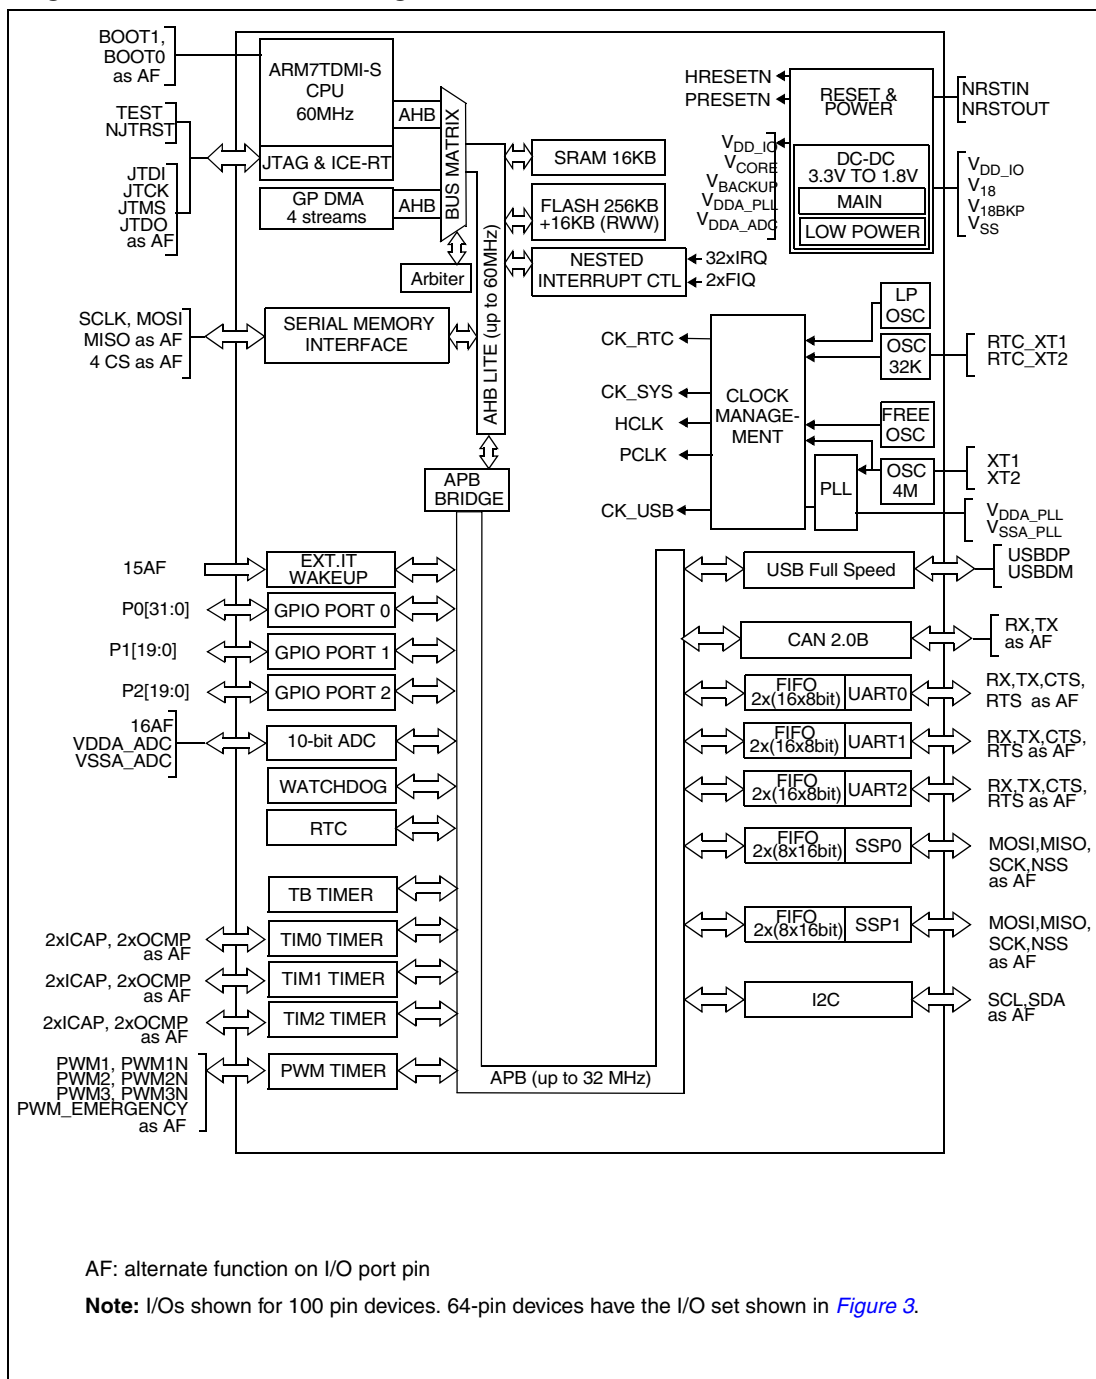 BOOT1,
BOOT0
as AF
TEST
NJTRST
JTDI
JTCK
JTMS
JTDO
as AF
ARM7TDMI-S
CPU
60MHz
JTAG & ICE-RT
GP DMA
4 streams
AHB
AHB
BUS MATRIX
Arbiter
SRAM 16KB
FLASH 256KB
+16KB (RWW)
NESTED
INTERRUPT CTL
32xIRQ
2xFIQ
HRESETN
PRESETN
RESET &
POWER
NRSTIN
NRSTOUT
VDD_IO
VCORE
VBACKUP
VDDA_PLL
VDDA_ADC
DC-DC
3.3V TO 1.8V
MAIN
LOW POWER
VDD_IO
V18
V18BKP
VSS
SCLK, MOSI
MISO as AF
4 CS as AF
SERIAL MEMORY
INTERFACE
AHB LITE (up to 60MHz)
CK_RTC
CK_SYS
HCLK
PCLK
CK_USB
CLOCK
MANAGE-
MENT
LP
OSC
OSC
32K
FREE
OSC
OSC
4M
PLL
RTC_XT1
RTC_XT2
XT1
XT2
VDDA_PLL
VSSA_PLL
APB
BRIDGE
15AF
EXT.IT
WAKEUP
P0[31:0]
GPIO PORT 0
P1[19:0]
GPIO PORT 1
P2[19:0]
GPIO PORT 2
16AF
VDDA_ADC
VSSA_ADC
10-bit ADC
WATCHDOG
RTC
TB TIMER
2xICAP, 2xOCMP
as AF
TIM0 TIMER
2xICAP, 2xOCMP
as AF
TIM1 TIMER
2xICAP, 2xOCMP
as AF
TIM2 TIMER
PWM1, PWM1N
PWM2, PWM2N
PWM3, PWM3N
PWM_EMERGENCY
as AF
PWM TIMER
APB (up to 32 MHz)
USB Full Speed
USBDP
USBDM
CAN 2.0B
RX,TX
as AF
FIFO
2x(16x8bit)
UART0
RX,TX,CTS,
RTS as AF
FIFO
2x(16x8bit)
UART1
RX,TX,CTS,
RTS as AF
FIFO
2x(16x8bit)
UART2
RX,TX,CTS,
RTS as AF
FIFO
2x(8x16bit)
SSP0
MOSI,MISO,
SCK,NSS
as AF
FIFO
2x(8x16bit)
SSP1
MOSI,MISO,
SCK,NSS
as AF
I2C
SCL,SDA
as AF
AF: alternate function on I/O port pin
Note: I/Os shown for 100 pin devices. 64-pin devices have the I/O set shown in Figure 3.